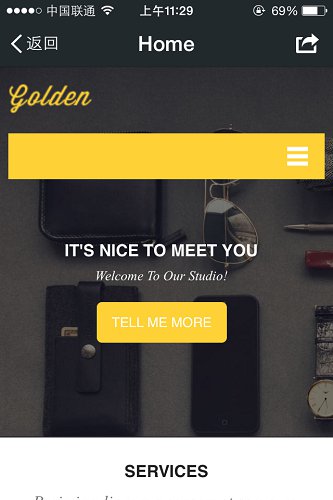 中国联通 上午11:29 69%
返回 Home
Golden
IT'S NICE TO MEET YOU
Welcome To Our Studio!
TELL ME MORE
SERVICES